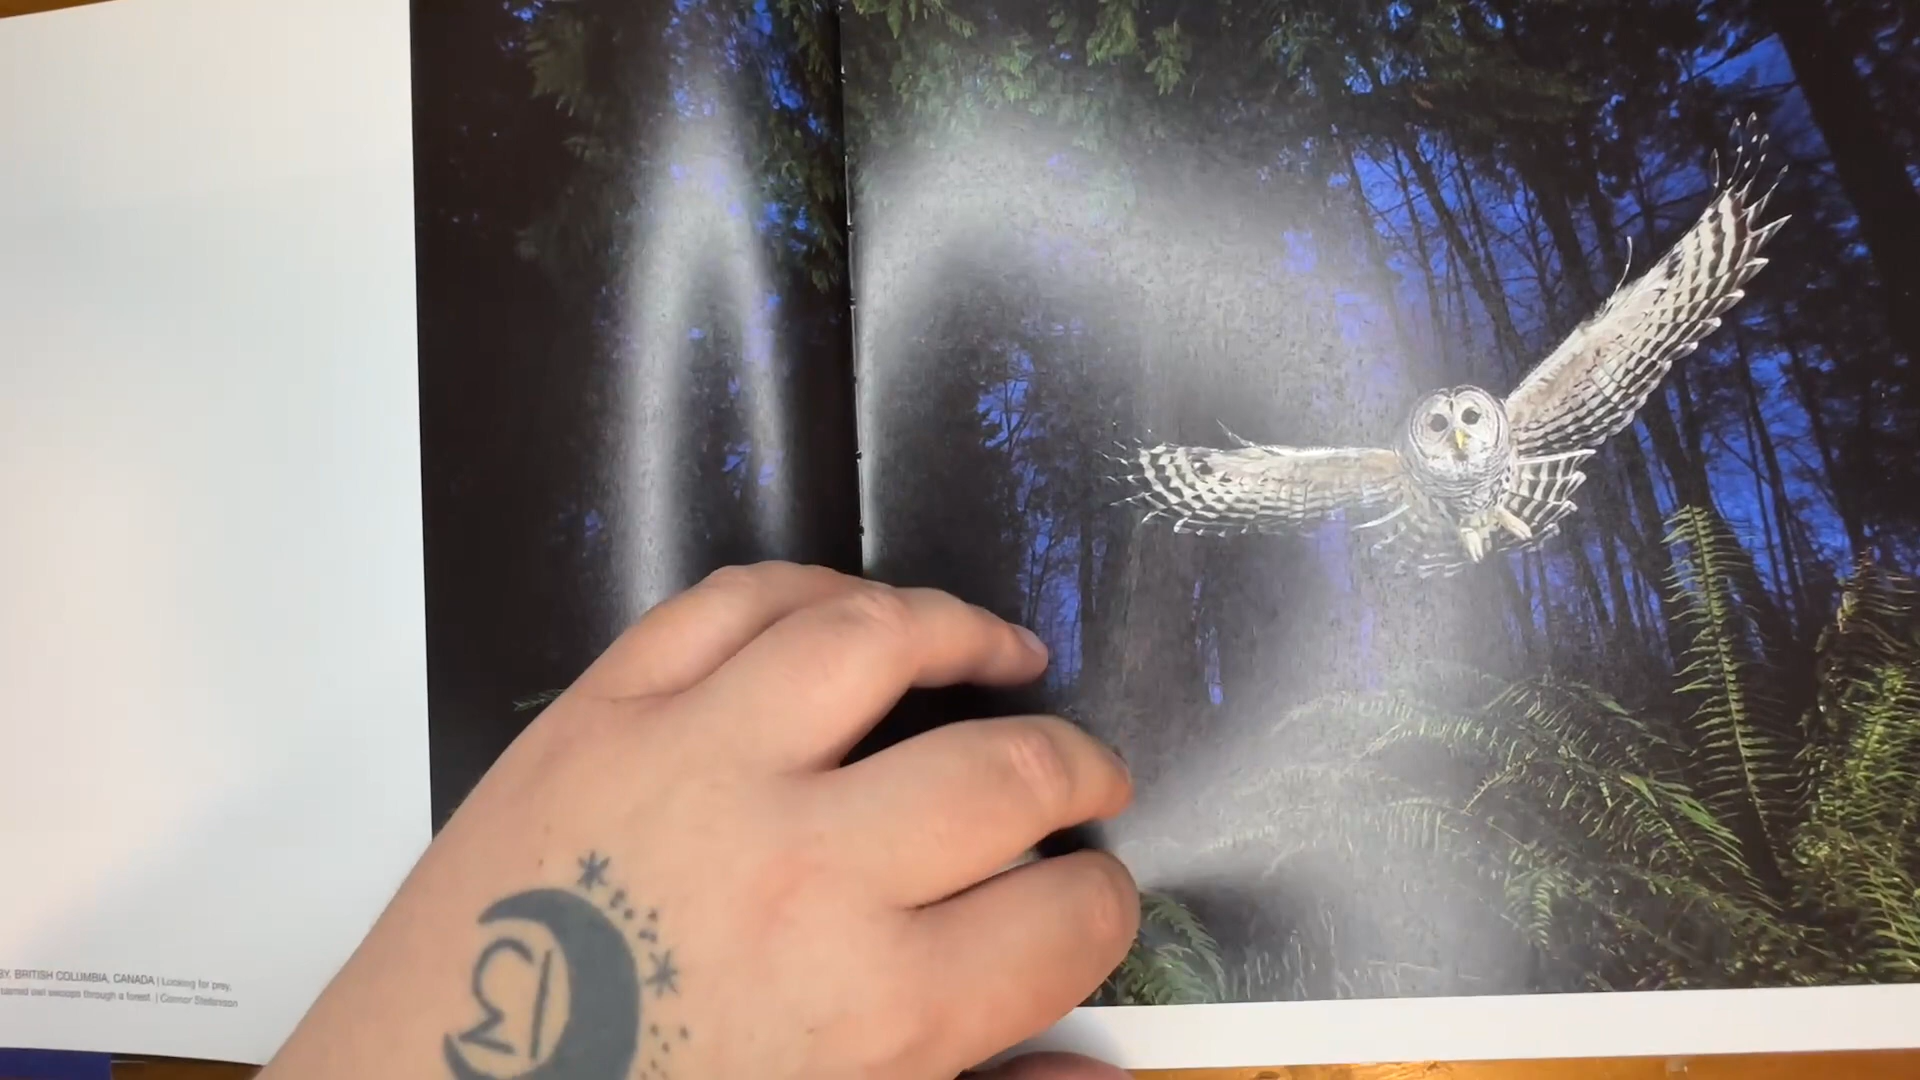 BY, BRITISH COLUMBIA, CANADA | Looking for prey,
barred owl swoops through a forest. | Connor Stefanison